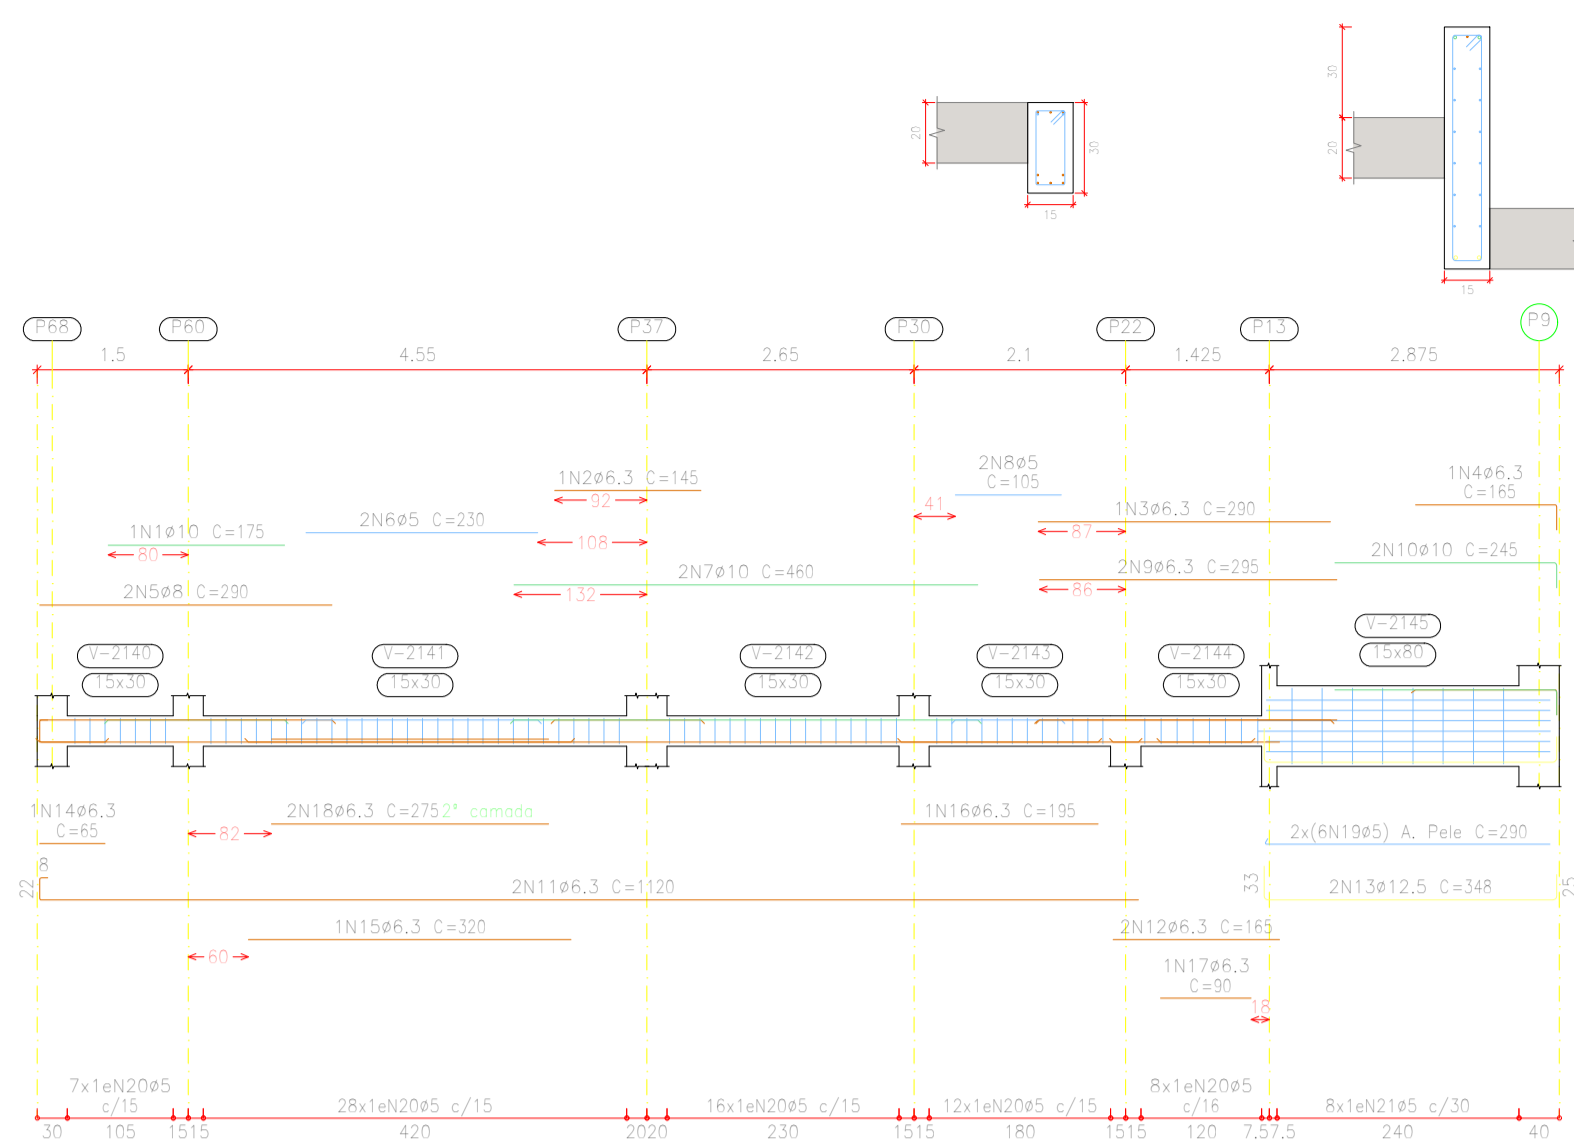 30
20
15
20
30
15
P68
P60
P37
P30
P22
P13
P9
1.5
4.55
2.65
2.1
1.425
2.875
2N8ø5
C=105
1N2ø6.3 C=145
92
1N4ø6.3
C=165
41
1N3ø6.3 C=290
87
1N1ø10 C=175
80
2N6ø5 C=230
108
2N10ø10 C=245
2N7ø10 C=460
132
2N9ø6.3 C=295
86
2N5ø8 C=290
V-2140
15x30
V-2141
15x30
V-2142
15x30
V-2143
15x30
V-2144
15x30
V-2145
15x80
1N14ø6.3
C=65
2N18ø6.3 C=275 2ª camada
82
1N16ø6.3 C=195
2x(6N19ø5) A. Pele C=290
8
22
2N11ø6.3 C=1120
33
2N13ø12.5 C=348
25
1N15ø6.3 C=320
60
2N12ø6.3 C=165
1N17ø6.3
C=90
18
7x1eN20ø5
c/15
28x1eN20ø5 c/15
16x1eN20ø5 c/15
12x1eN20ø5 c/15
8x1eN20ø5
c/16
8x1eN21ø5 c/30
30 105 1515 420 2020 230 1515 180 1515 120 7.57.5 240 40